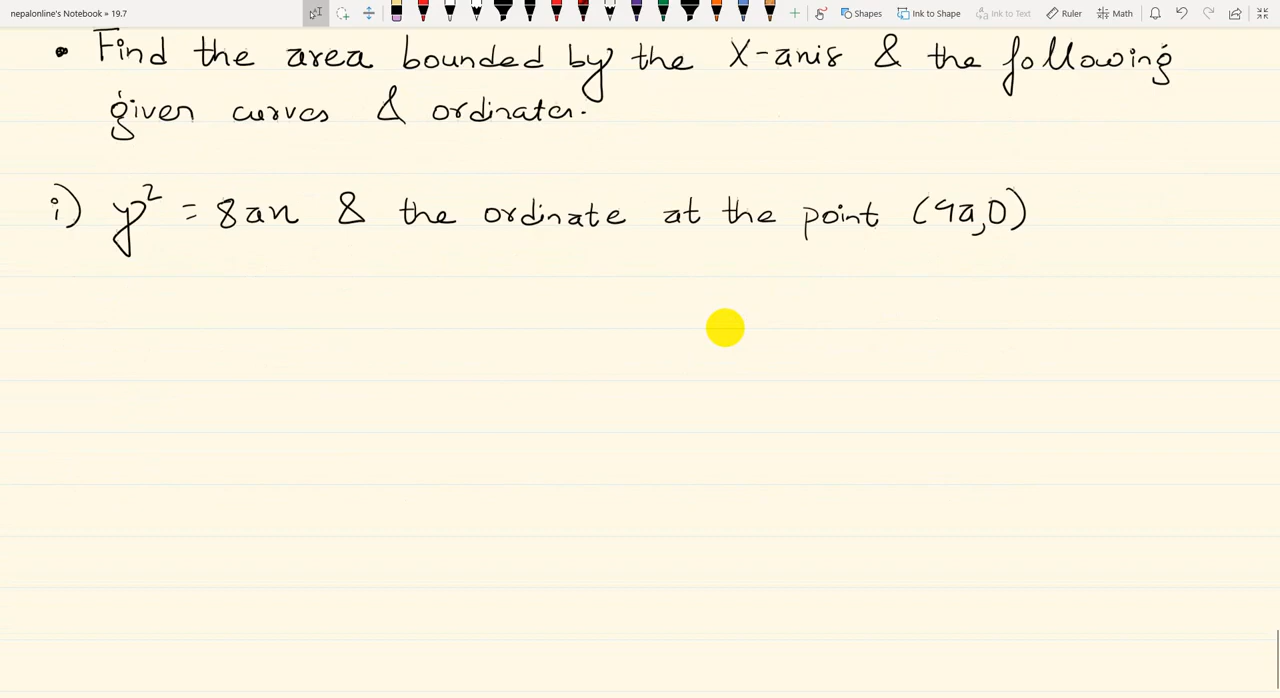 nepalonline's Notebook » 19.7
Shapes Ink to Shape Ink to Text Ruler Math
• Find the area bounded by the X-axis & the following
given curves & ordinates.
i) y² = 8ax & the ordinate at the point (4a,0)